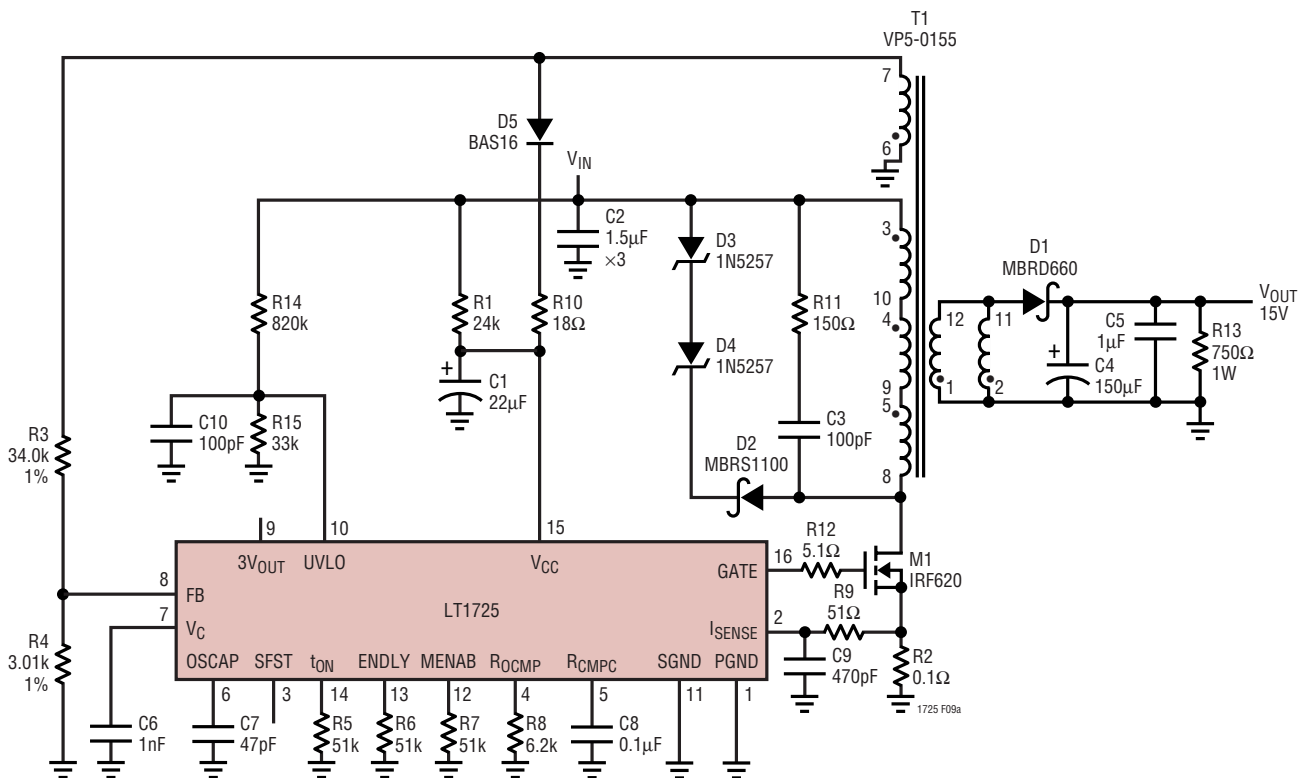 T1
VP5-0155
7
6
D5
BAS16
VIN
C2
1.5µF
×3
D3
1N5257
3
10
4
9
5
8
R14
820k
R1
24k
R10
18Ω
R11
150Ω
D4
1N5257
D1
MBRD660
VOUT
15V
12
11
1
2
C5
1µF
R13
750Ω
1W
+
C4
150µF
+
C1
22µF
C10
100pF
R15
33k
C3
100pF
D2
MBRS1100
R3
34.0k
1%
9
10
15
3VOUT
UVLO
VCC
GATE
16
R12
5.1Ω
M1
IRF620
8
FB
LT1725
R9
51Ω
7
VC
ISENSE
2
R4
3.01k
1%
OSCAP
SFST
tON
ENDLY
MENAB
ROCMP
RCMPC
SGND
PGND
C9
470pF
R2
0.1Ω
6
3
14
13
12
4
5
11
1
1725 F09a
C6
1nF
C7
47pF
R5
51k
R6
51k
R7
51k
R8
6.2k
C8
0.1µF